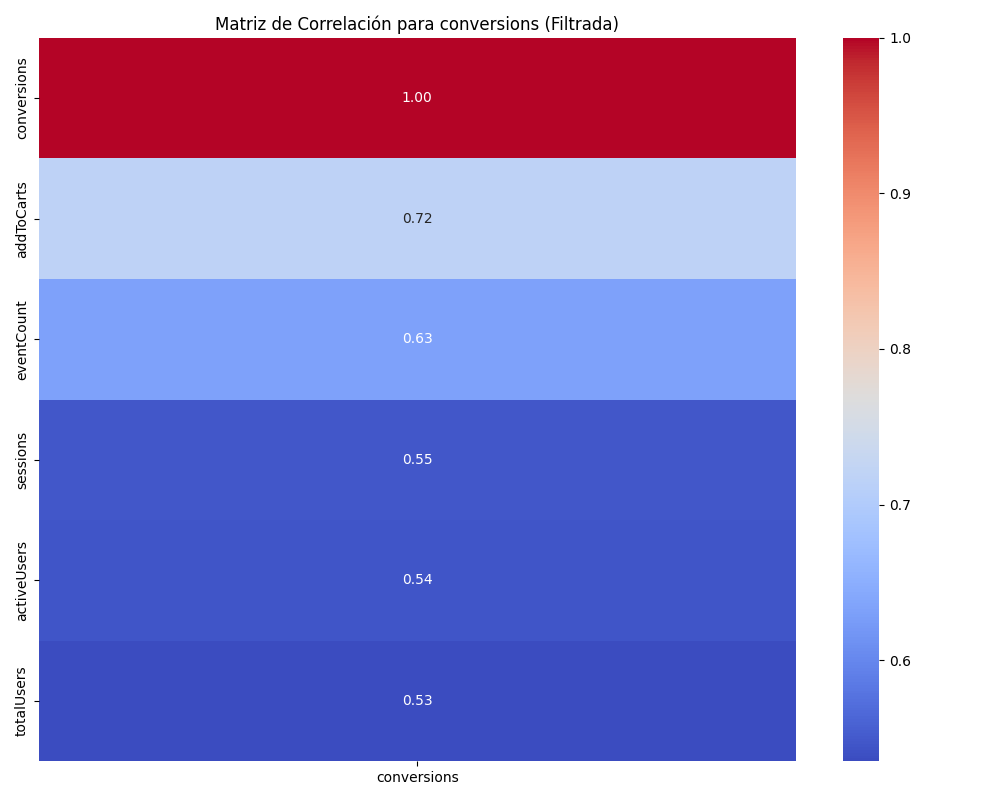 Matriz de Correlación para conversions (Filtrada)
conversions
1.00
addToCarts
0.72
eventCount
0.63
sessions
0.55
activeUsers
0.54
totalUsers
0.53
conversions
1.0
0.9
0.8
0.7
0.6